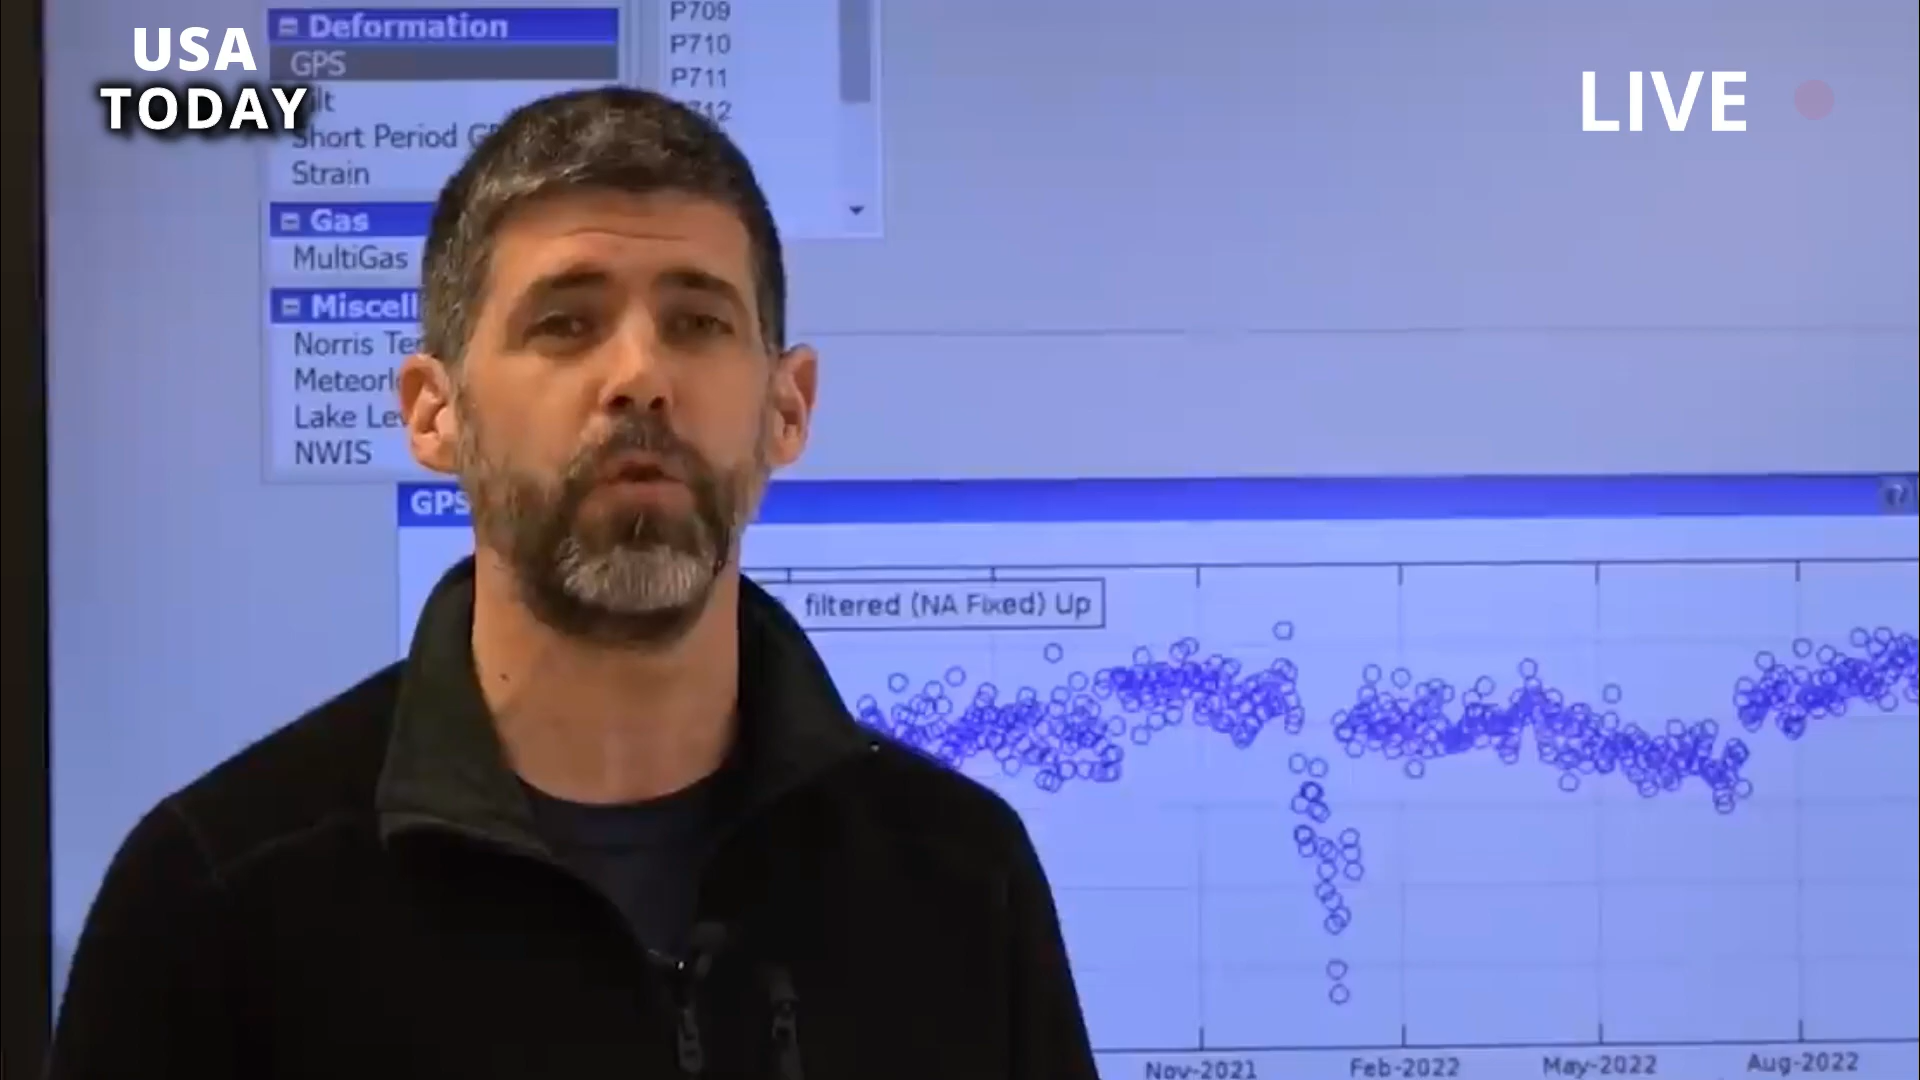 USA
TODAY
LIVE
Deformation
GPS
Short Period
Strain
Gas
MultiGas
Norris
Lake
NWIS
P709
P710
P711
GPS
filtered (NA Fixed) Up
Nov-2021
Feb-2022
May-2022
Aug-2022